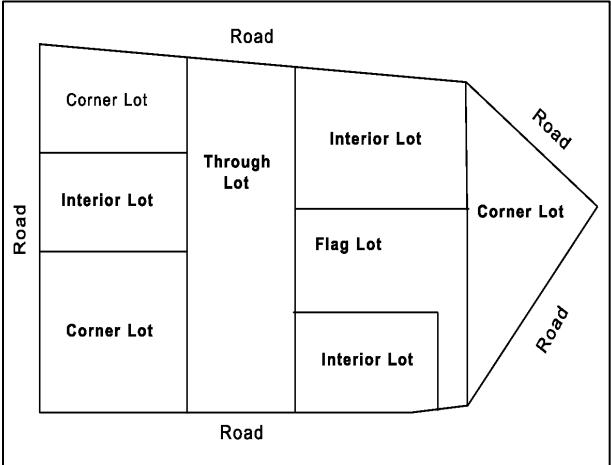 Road
Corner Lot
Interior Lot
Road
Through
Lot
Interior Lot
Road
Corner Lot
Flag Lot
Corner Lot
Interior Lot
Road
Road